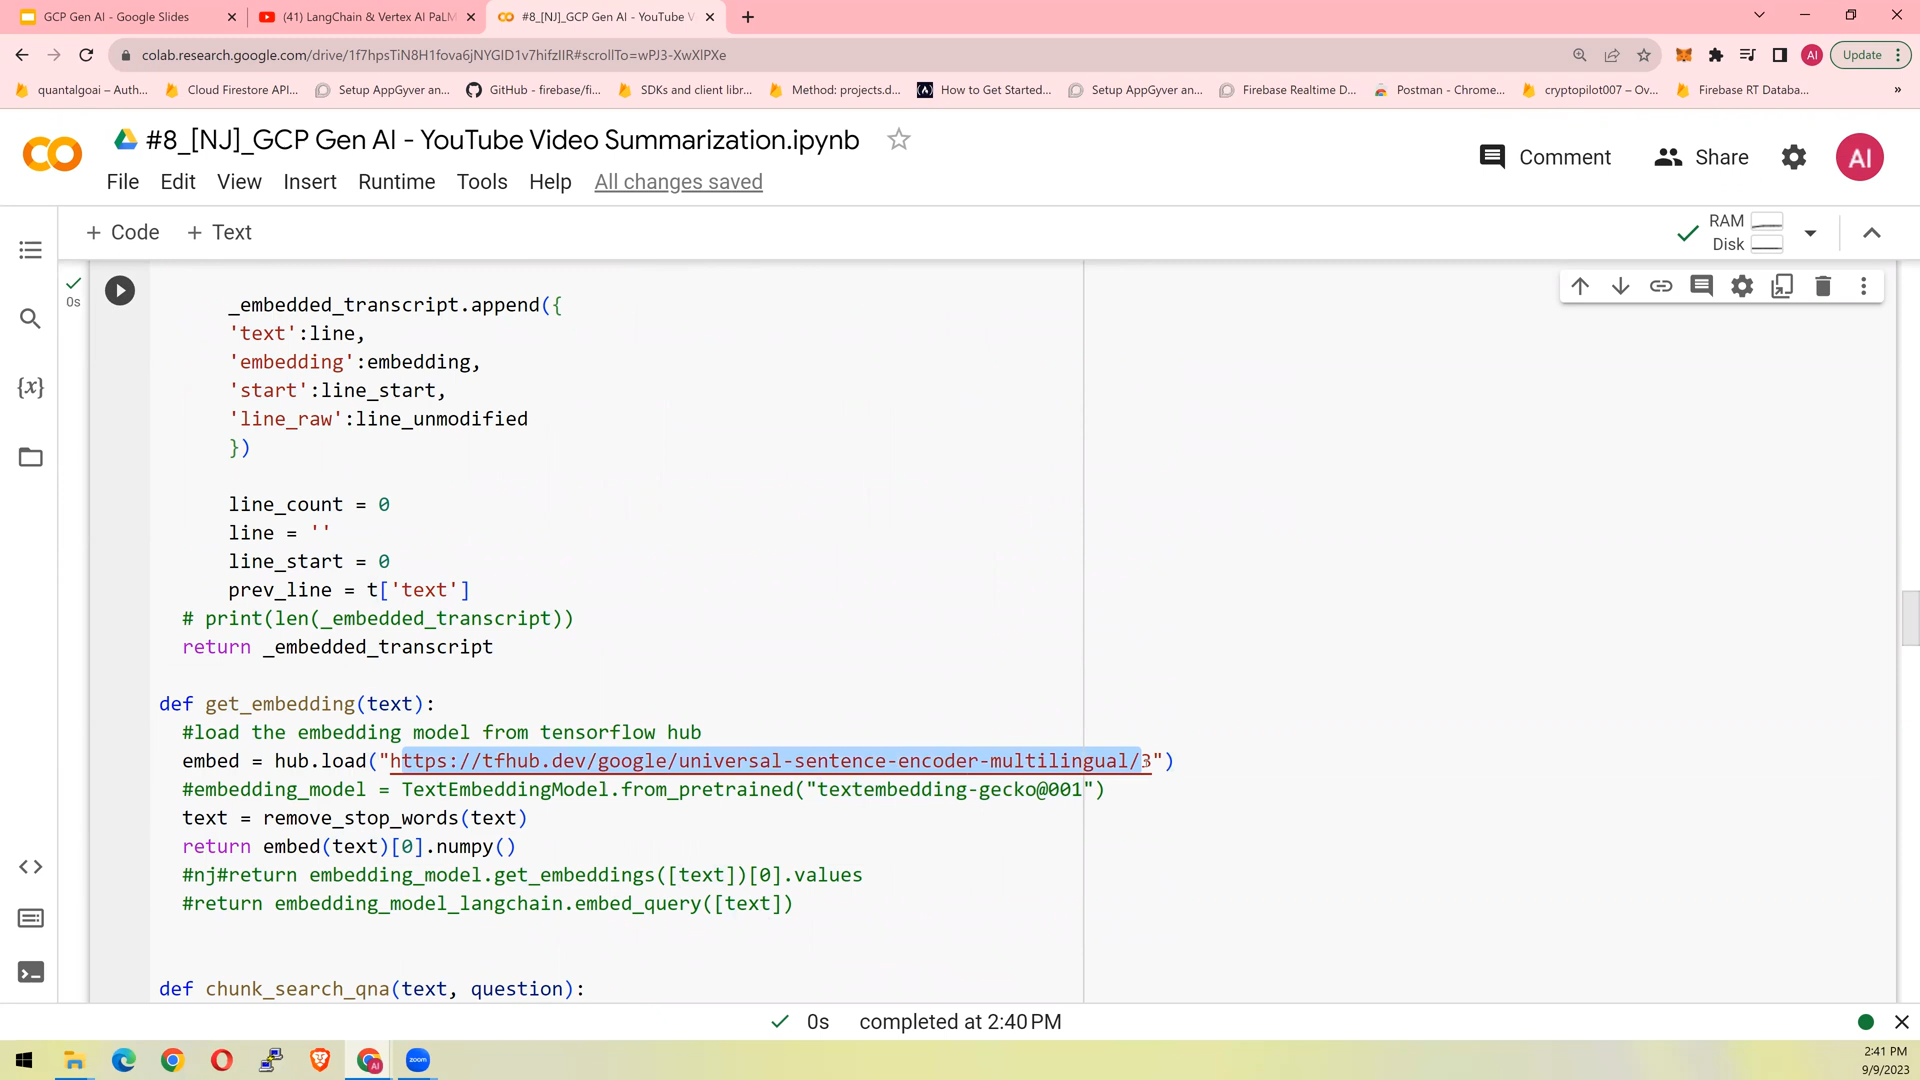 GCP Gen AI - Google Slides
(41) LangChain & Vertex AI PaLM
#8_[NJ]_GCP Gen AI - YouTube V
colab.research.google.com/drive/1f7hpsTiN8H1fova6jNYGID1v7hifzIIR#scrollTo=wPJ3-XwXlPXe
AI
Update
quantalgoai – Auth...
Cloud Firestore API...
Setup AppGyver an...
GitHub - firebase/fi...
SDKs and client libr...
Method: projects.d...
How to Get Started...
Setup AppGyver an...
Firebase Realtime D...
Postman - Chrome...
cryptopilot007 – Ov...
Firebase RT Databa...
»
CO
#8_[NJ]_GCP Gen AI - YouTube Video Summarization.ipynb
Comment
Share
AI
File Edit View Insert Runtime Tools Help All changes saved
+ Code + Text
RAM
Disk
0s
{x}
_embedded_transcript.append({
'text':line,
'embedding':embedding,
'start':line_start,
'line_raw':line_unmodified
})
line_count = 0
line = ''
line_start = 0
prev_line = t['text']
# print(len(_embedded_transcript))
return _embedded_transcript
def get_embedding(text):
#load the embedding model from tensorflow hub
embed = hub.load("https://tfhub.dev/google/universal-sentence-encoder-multilingual/3")
#embedding_model = TextEmbeddingModel.from_pretrained("textembedding-gecko@001")
text = remove_stop_words(text)
return embed(text)[0].numpy()
#nj#return embedding_model.get_embeddings([text])[0].values
#return embedding_model_langchain.embed_query([text])
def chunk_search_qna(text, question):
0s completed at 2:40 PM
AI
zoom
2:41 PM
9/9/2023